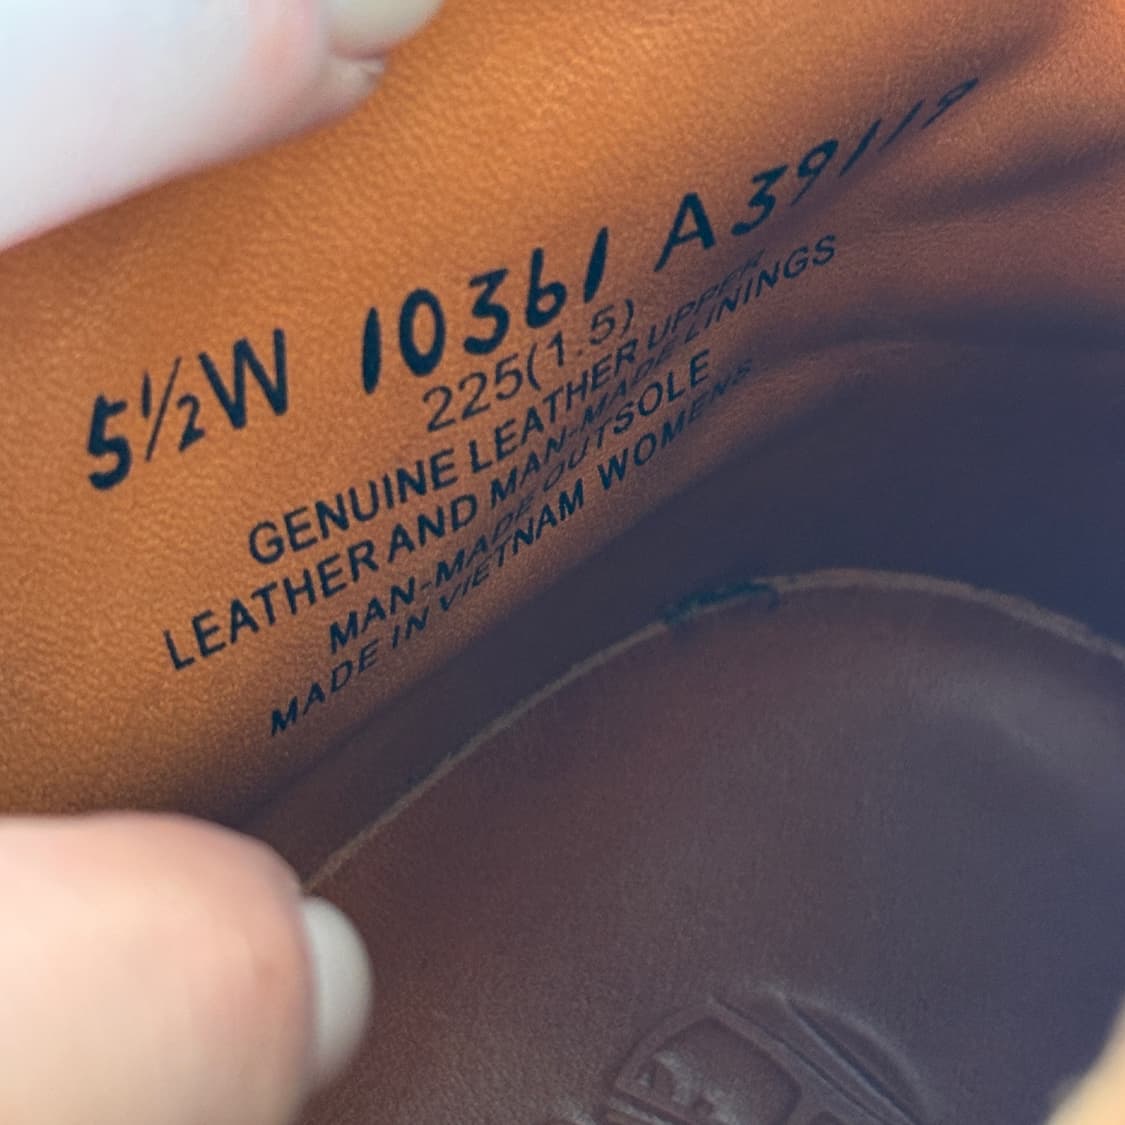 5½W 10361 A39119
225(1.5)
GENUINE LEATHER UPPER
LEATHER AND MAN-MADE LININGS
MAN-MADE OUTSOLE
MADE IN VIETNAM WOMENS